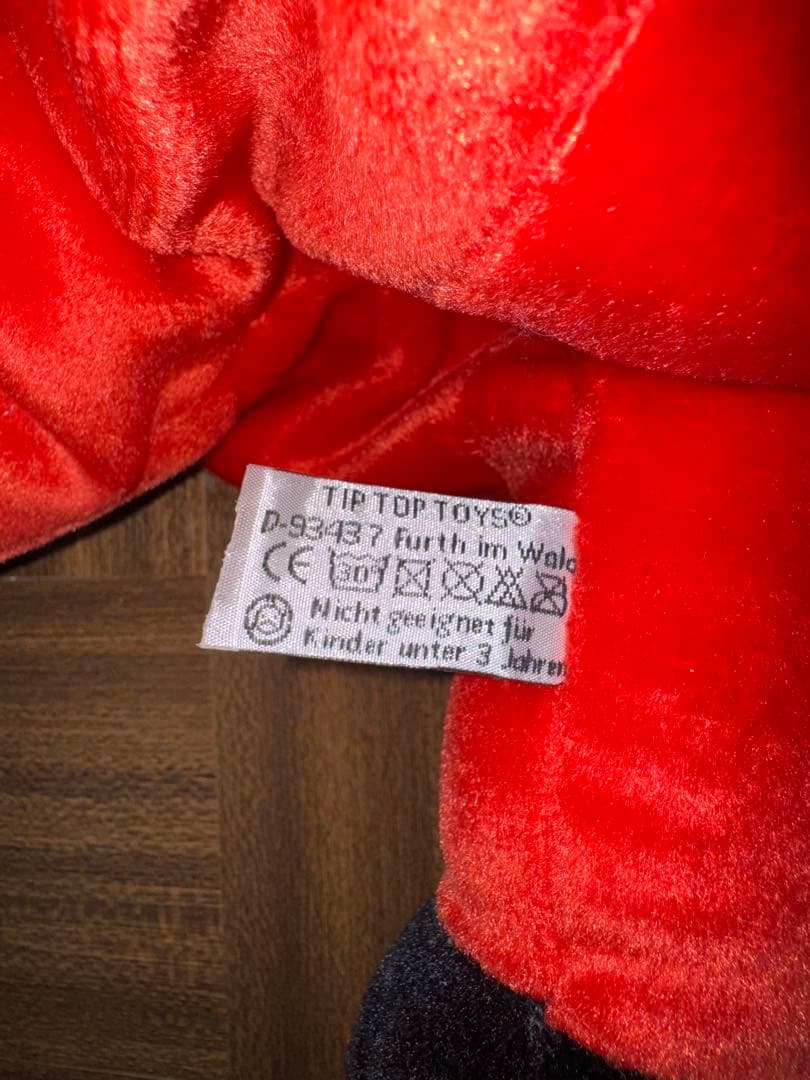 TIP TOP TOYS®
D-93437 Furth im Wald
CE 30°
Nicht geeignet für
Kinder unter 3 Jahren